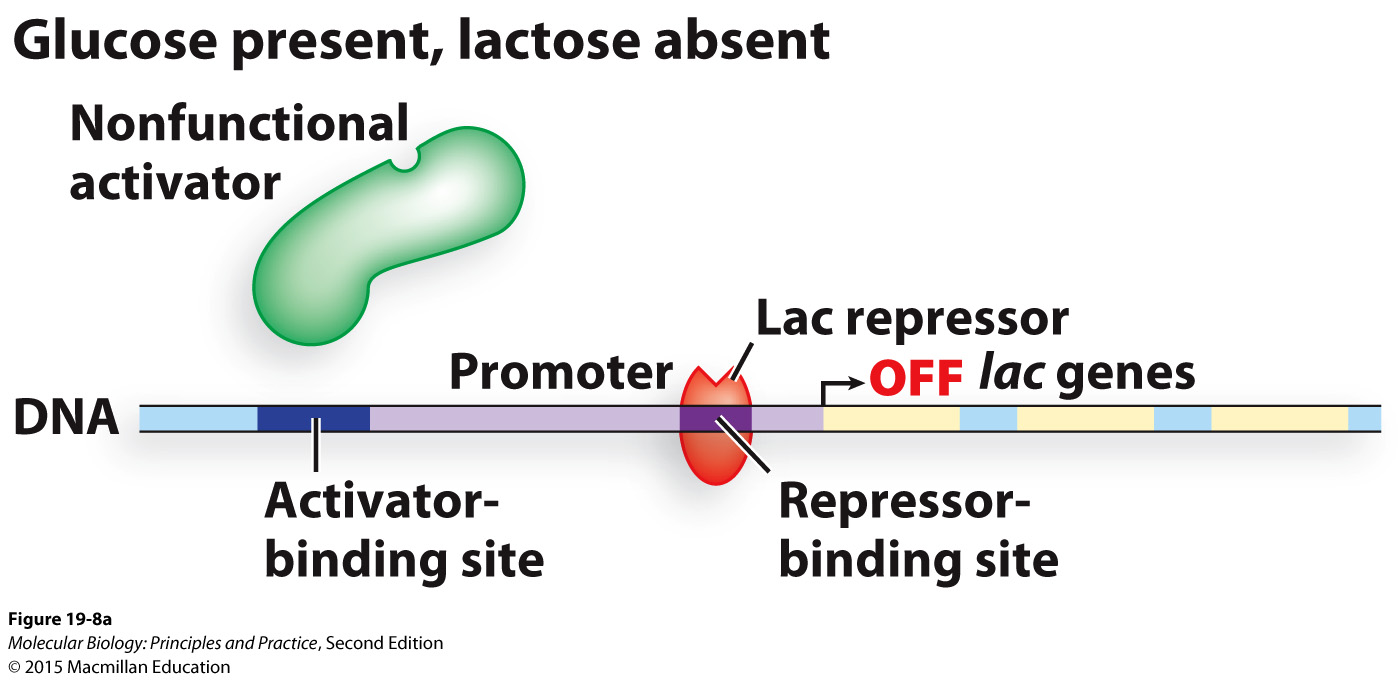 Glucose present, lactose absent
Nonfunctional
activator
Lac repressor
Promoter
OFF lac genes
DNA
Activator-
binding site
Repressor-
binding site
Figure 19-8a
Molecular Biology: Principles and Practice, Second Edition
© 2015 Macmillan Education